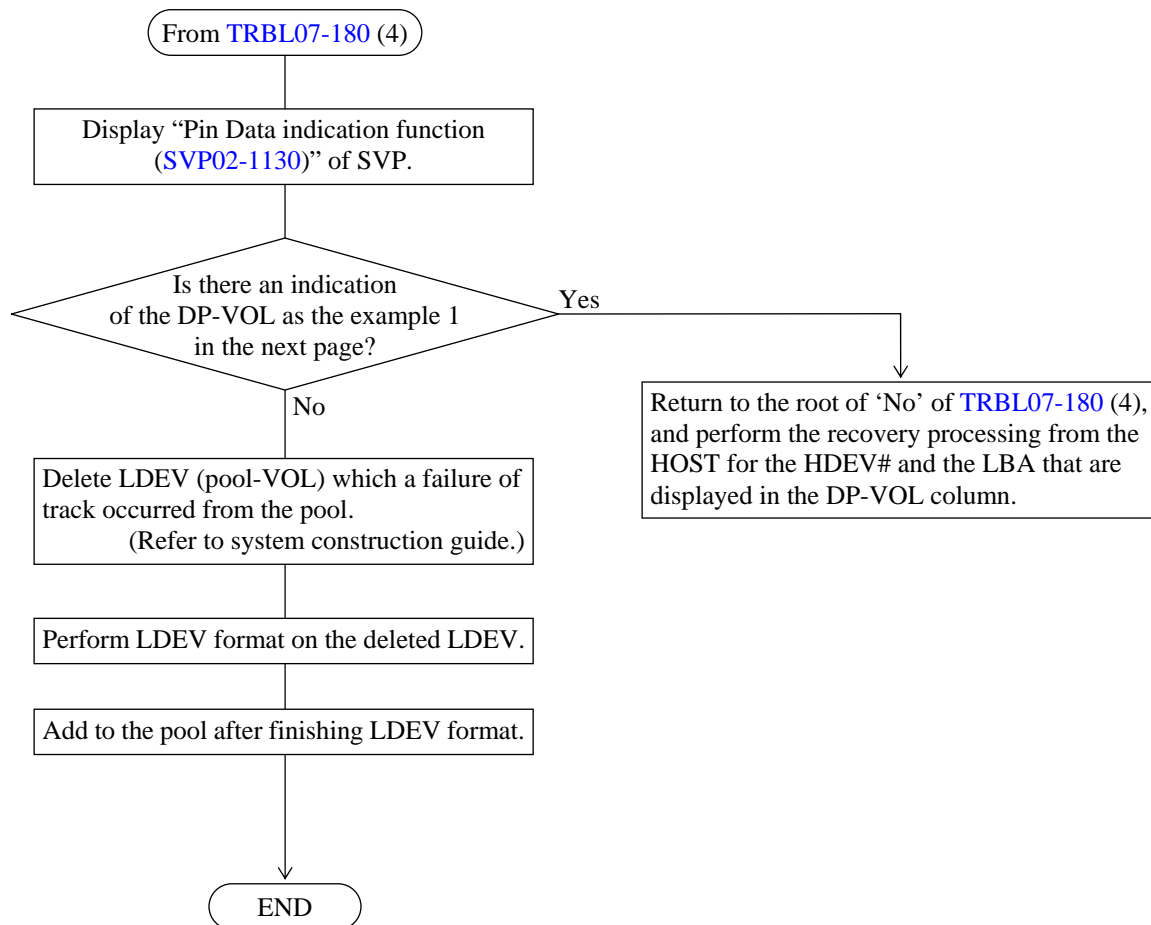 From TRBL07-180 (4)
Display “Pin Data indication function
(SVP02-1130)” of SVP.
Is there an indication
of the DP-VOL as the example 1
in the next page?
Yes
No
Return to the root of ‘No’ of TRBL07-180 (4),
and perform the recovery processing from the
HOST for the HDEV# and the LBA that are
displayed in the DP-VOL column.
Delete LDEV (pool-VOL) which a failure of
track occurred from the pool.
(Refer to system construction guide.)
Perform LDEV format on the deleted LDEV.
Add to the pool after finishing LDEV format.
END